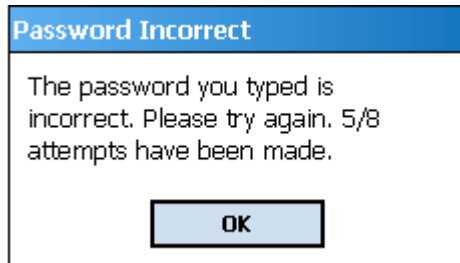 Password Incorrect
The password you typed is
incorrect. Please try again. 5/8
attempts have been made.
OK